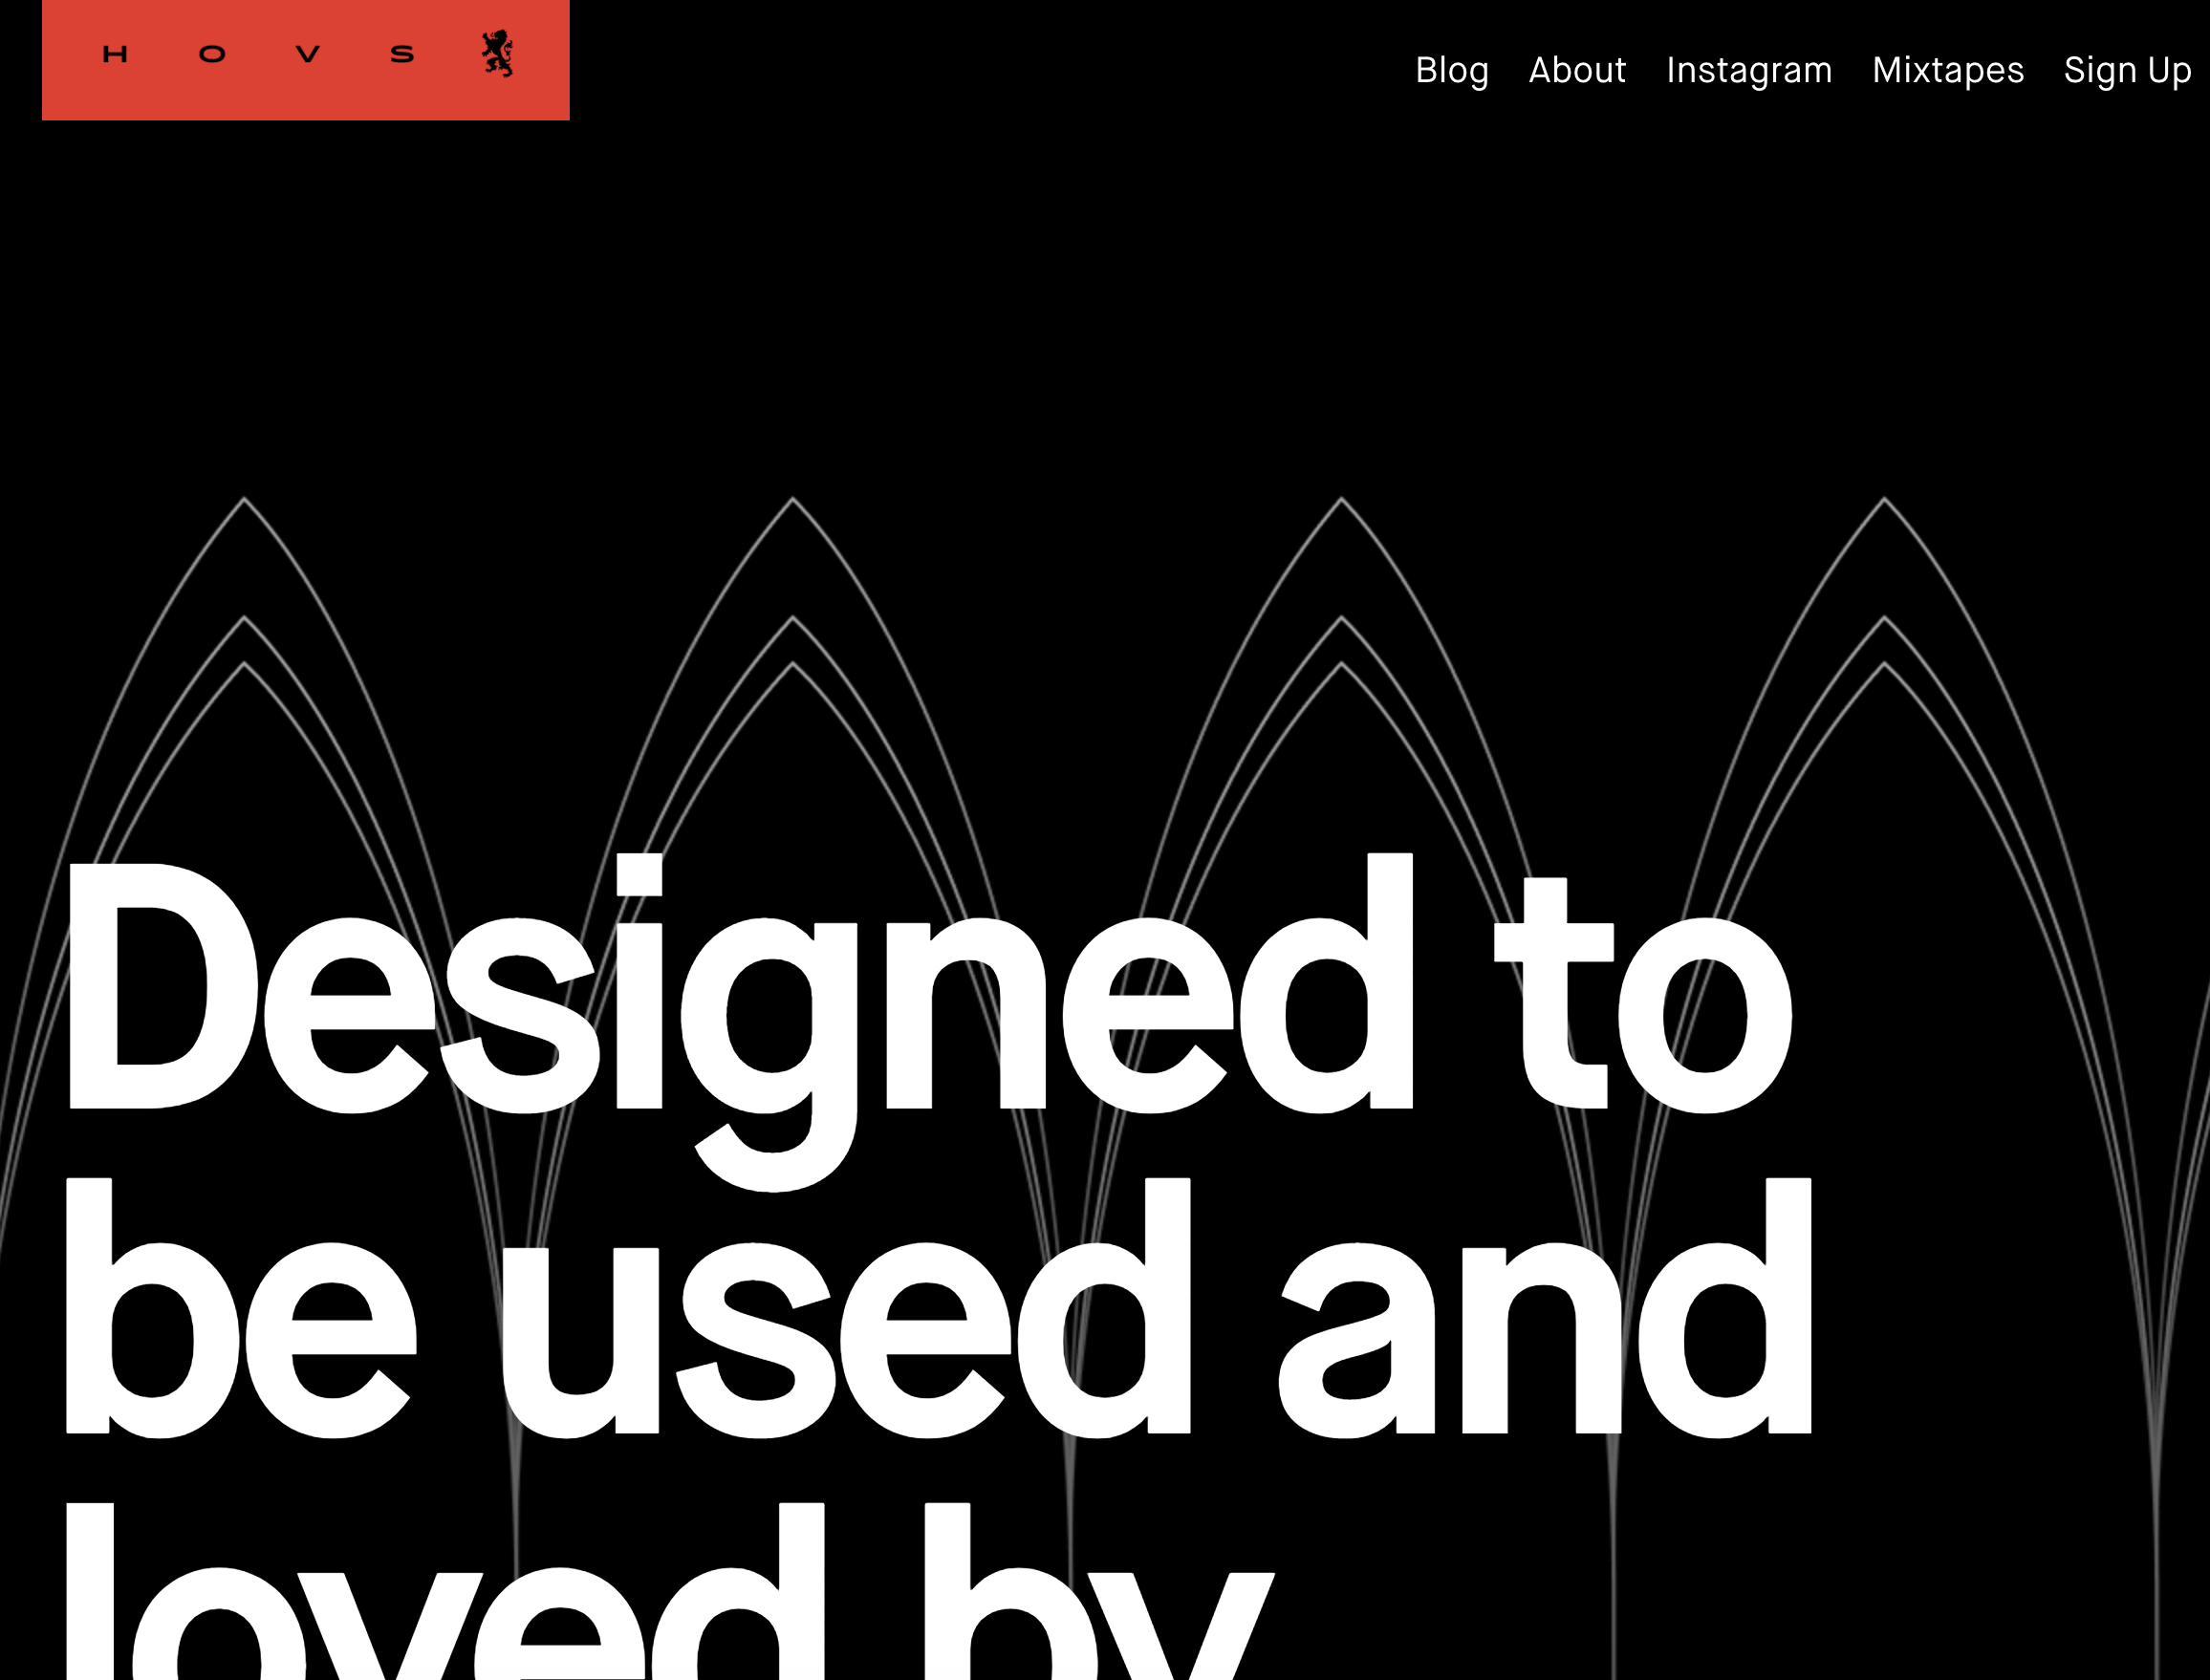 H O V S
Blog About Instagram Mixtapes Sign Up
Designed to
be used and
loved by